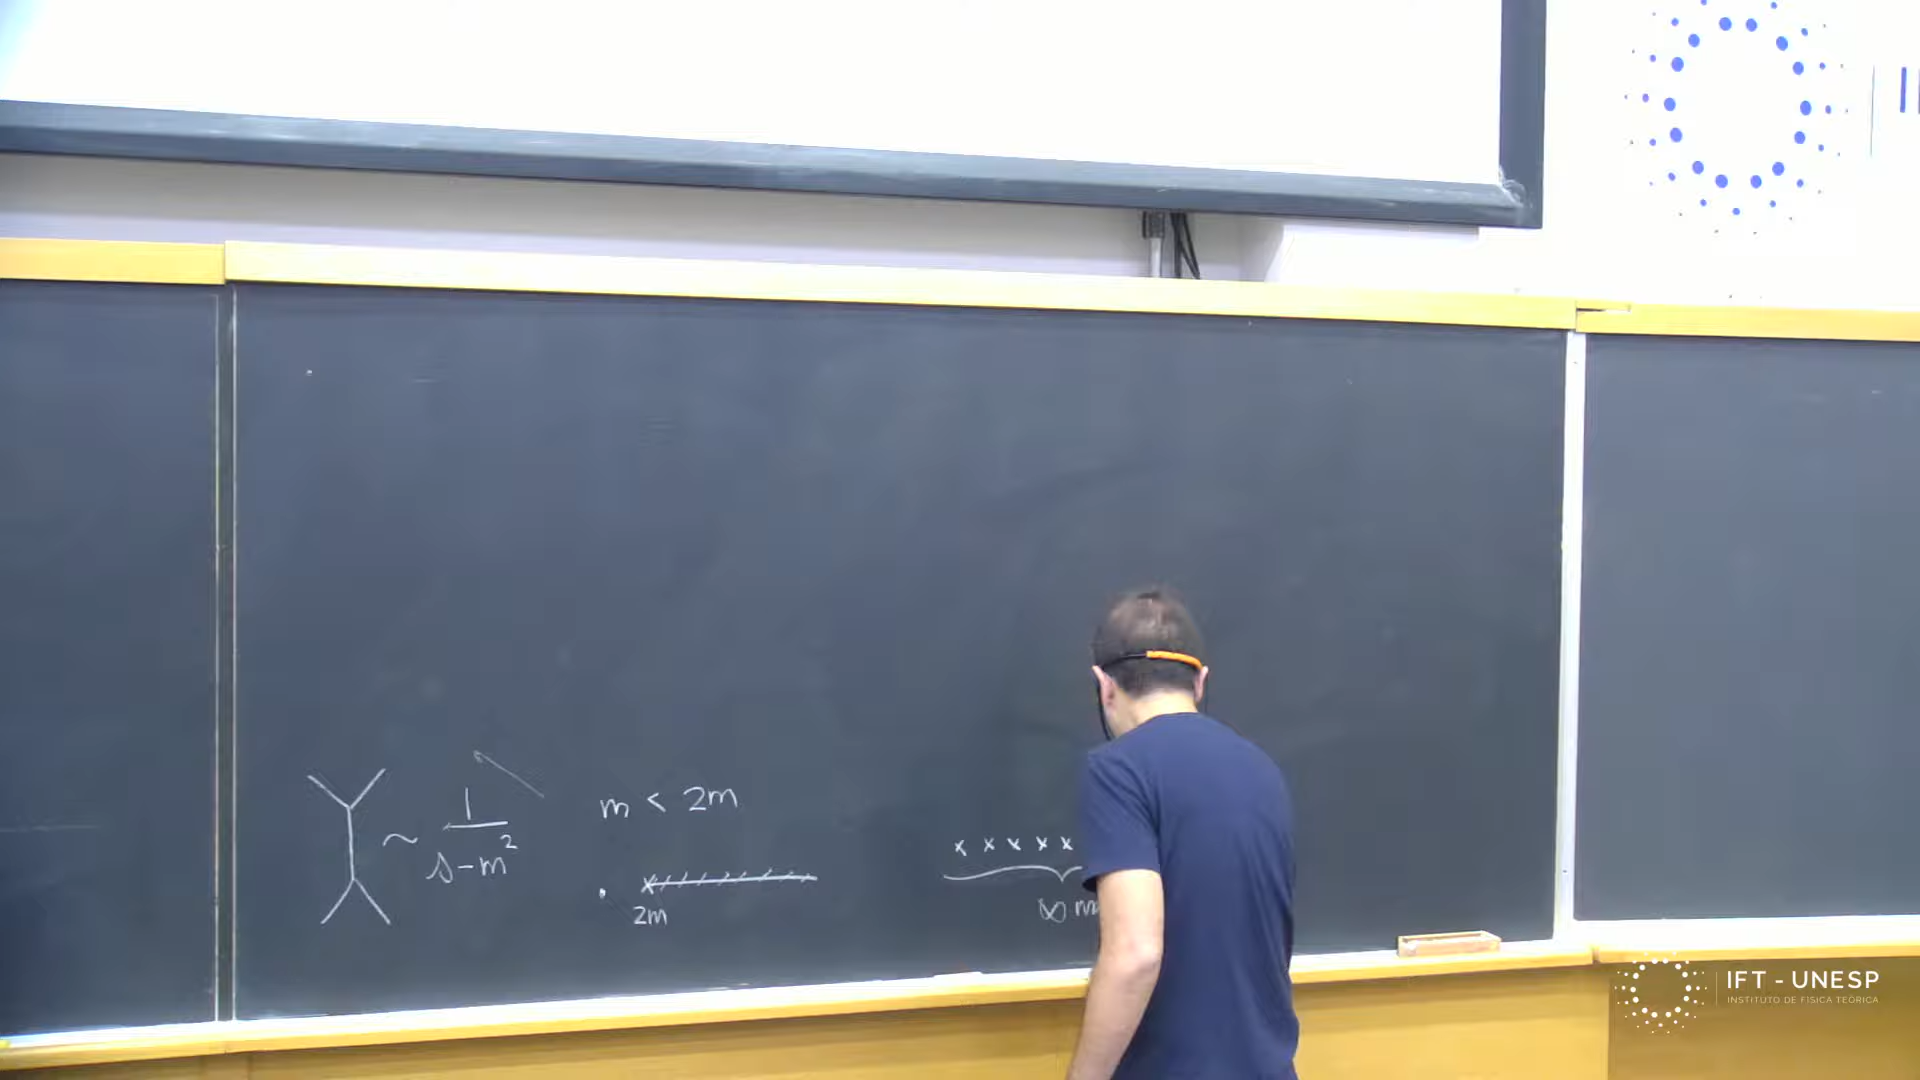 ~ 1/(s-m²)
m < 2m
x
2m
x x x x x
∞
IFT - UNESP
INSTITUTO DE FÍSICA TEÓRICA